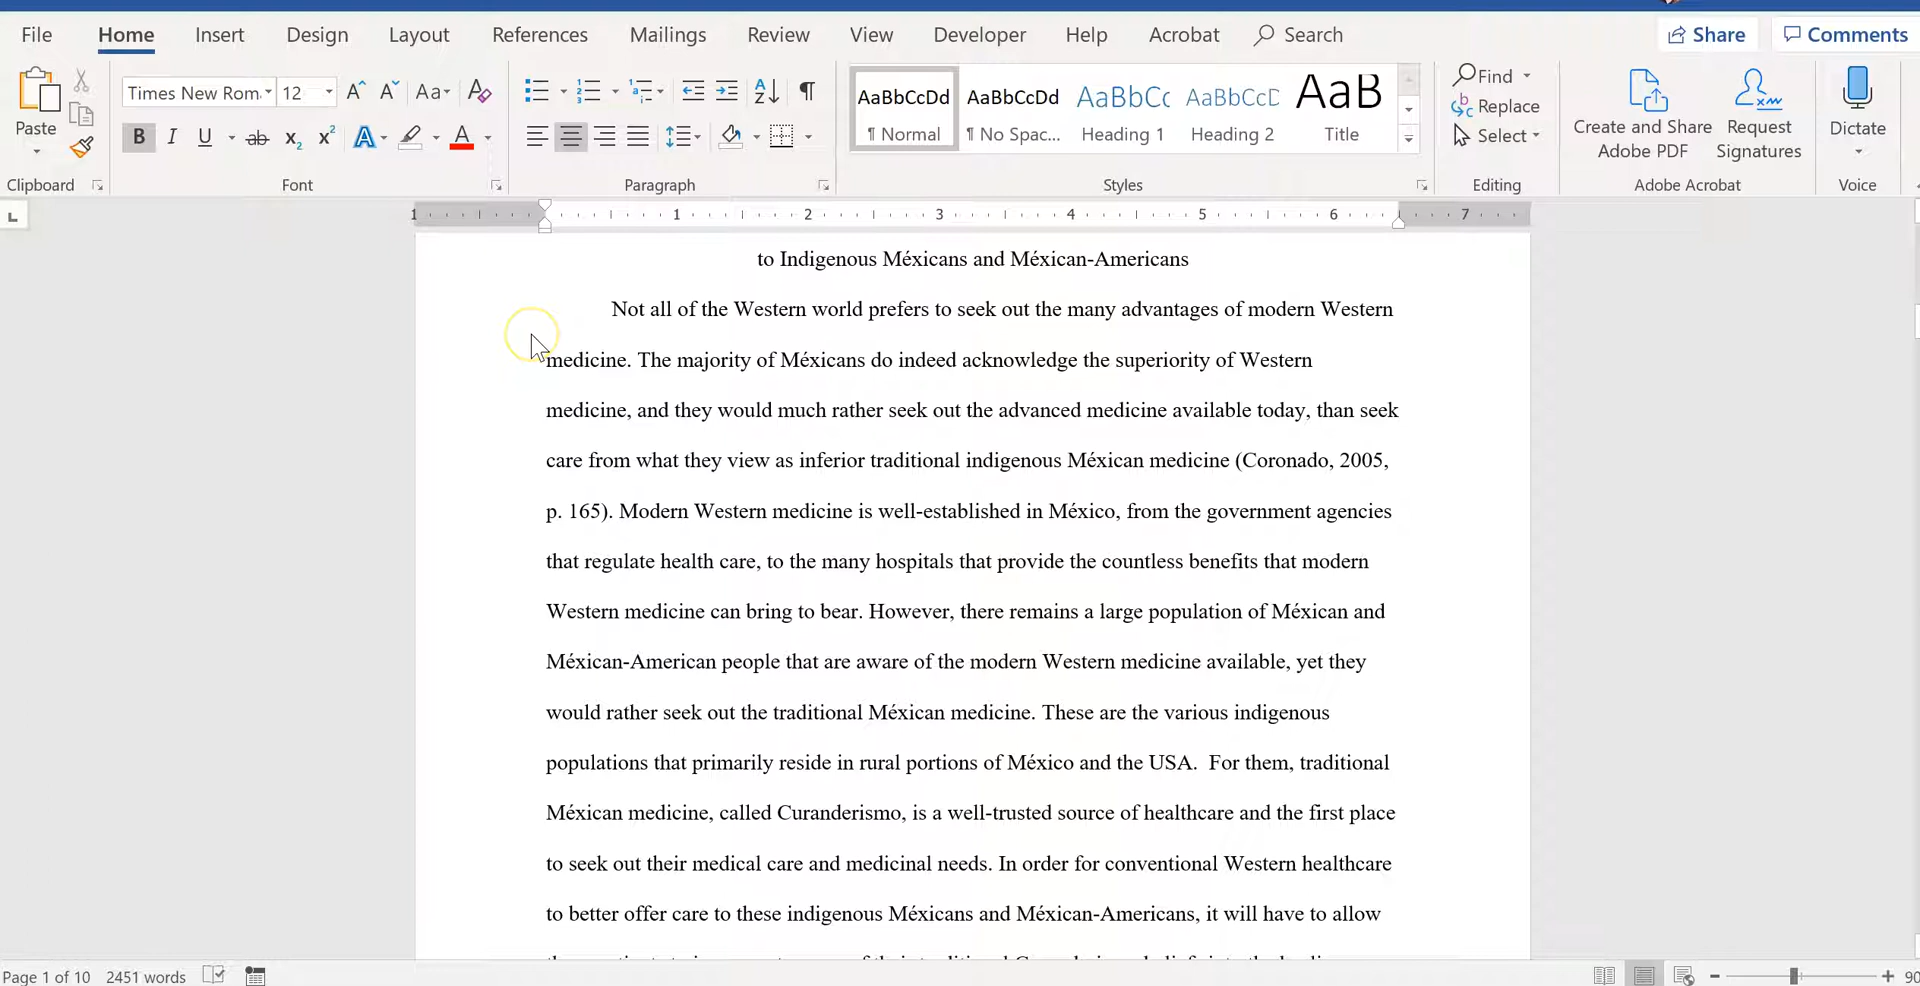 File Home Insert Design Layout References Mailings Review View Developer Help Acrobat Search Share Comments
Times New Rom 12 Aa
AaBbCcDd AaBbCcDd AaBbCc AaBbCcD AaB
Find
Replace
Select
Paste
B I U ab x₂ x² A A
¶ Normal ¶ No Spac... Heading 1 Heading 2 Title
Create and Share Adobe PDF
Request Signatures
Dictate
Clipboard Font Paragraph Styles Editing Adobe Acrobat Voice
1 1 2 3 4 5 6 7
to Indigenous Méxicans and Méxican-Americans
Not all of the Western world prefers to seek out the many advantages of modern Western
medicine. The majority of Méxicans do indeed acknowledge the superiority of Western
medicine, and they would much rather seek out the advanced medicine available today, than seek
care from what they view as inferior traditional indigenous Méxican medicine (Coronado, 2005,
p. 165). Modern Western medicine is well-established in México, from the government agencies
that regulate health care, to the many hospitals that provide the countless benefits that modern
Western medicine can bring to bear. However, there remains a large population of Méxican and
Méxican-American people that are aware of the modern Western medicine available, yet they
would rather seek out the traditional Méxican medicine. These are the various indigenous
populations that primarily reside in rural portions of México and the USA.  For them, traditional
Méxican medicine, called Curanderismo, is a well-trusted source of healthcare and the first place
to seek out their medical care and medicinal needs. In order for conventional Western healthcare
to better offer care to these indigenous Méxicans and Méxican-Americans, it will have to allow
Page 1 of 10 2451 words 90